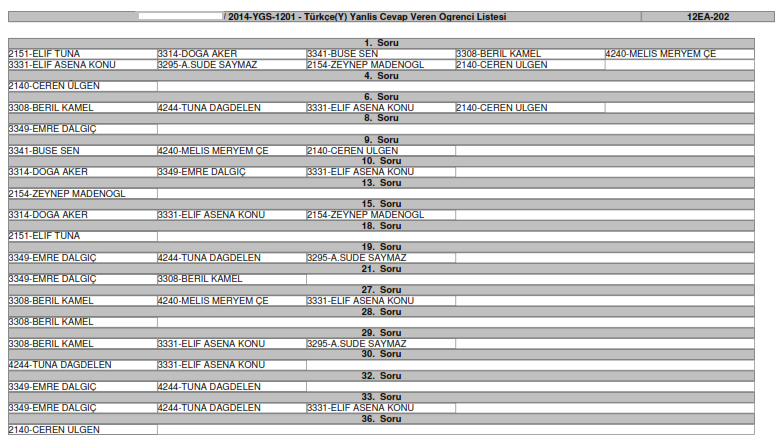 / 2014-YGS-1201 - Türkçe(Y) Yanlis Cevap Veren Ogrenci Listesi 12EA-202
1. Soru
2151-ELIF TUNA 3314-DOGA AKER 3341-BUSE SEN 3308-BERIL KAMEL 4240-MELIS MERYEM ÇE
3331-ELIF ASENA KONU 3295-A.SUDE SAYMAZ 2154-ZEYNEP MADENOGL 2140-CEREN ÜLGEN
4. Soru
2140-CEREN ÜLGEN
6. Soru
3308-BERIL KAMEL 4244-TUNA DAGDELEN 3331-ELIF ASENA KONU 2140-CEREN ÜLGEN
8. Soru
3349-EMRE DALGIÇ
9. Soru
3341-BUSE SEN 4240-MELIS MERYEM ÇE 2140-CEREN ÜLGEN
10. Soru
3314-DOGA AKER 3349-EMRE DALGIÇ 3331-ELIF ASENA KONU
13. Soru
2154-ZEYNEP MADENOGL
15. Soru
3314-DOGA AKER 3331-ELIF ASENA KONU 2154-ZEYNEP MADENOGL
18. Soru
2151-ELIF TUNA
19. Soru
3349-EMRE DALGIÇ 4244-TUNA DAGDELEN 3295-A.SUDE SAYMAZ
21. Soru
3349-EMRE DALGIÇ 3308-BERIL KAMEL
27. Soru
3308-BERIL KAMEL 4240-MELIS MERYEM ÇE 3331-ELIF ASENA KONU
28. Soru
3308-BERIL KAMEL
29. Soru
3308-BERIL KAMEL 3331-ELIF ASENA KONU 3295-A.SUDE SAYMAZ
30. Soru
4244-TUNA DAGDELEN 3331-ELIF ASENA KONU
32. Soru
3349-EMRE DALGIÇ 4244-TUNA DAGDELEN
33. Soru
3349-EMRE DALGIÇ 4244-TUNA DAGDELEN 3331-ELIF ASENA KONU
36. Soru
2140-CEREN ÜLGEN